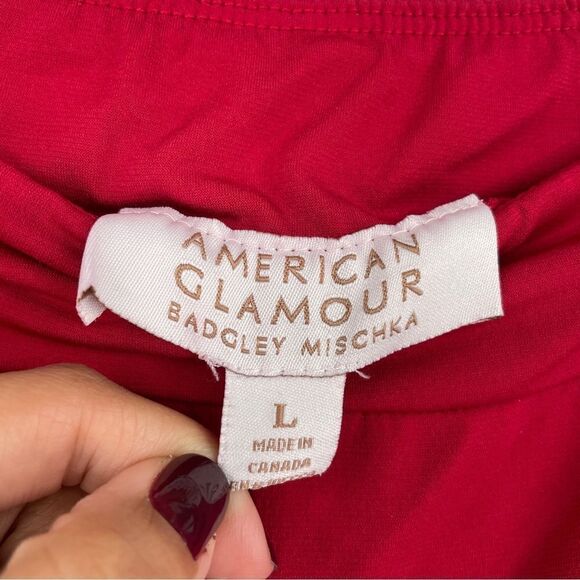 AMERICAN
GLAMOUR
BADGLEY MISCHKA
L
MADE IN
CANADA